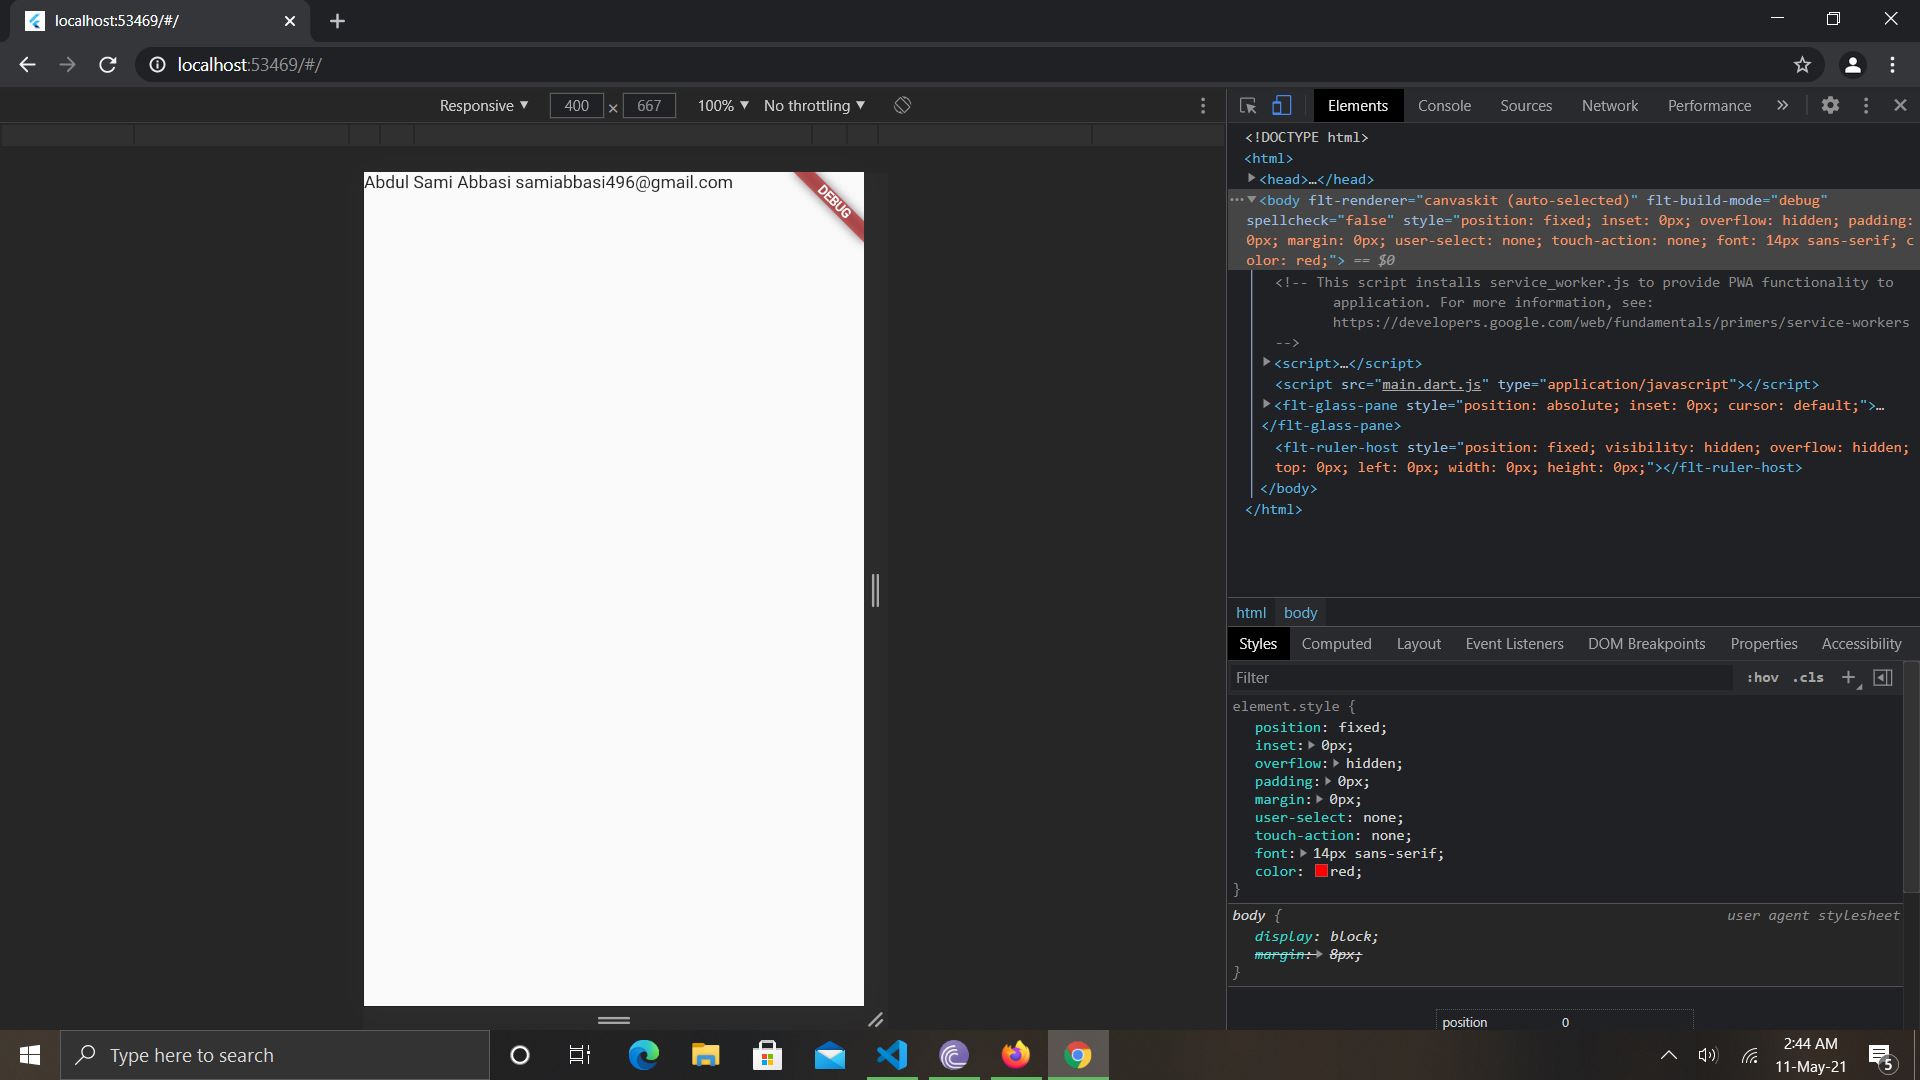 localhost:53469/#/
localhost:53469/#/
Responsive ▼ 400 × 667 100% ▼ No throttling ▼
Elements Console Sources Network Performance »
Abdul Sami Abbasi samiabbasi496@gmail.com
DEBUG
<!DOCTYPE html>
<html>
<head>…</head>
<body flt-renderer="canvaskit (auto-selected)" flt-build-mode="debug"
spellcheck="false" style="position: fixed; inset: 0px; overflow: hidden; padding:
0px; margin: 0px; user-select: none; touch-action: none; font: 14px sans-serif; c
olor: red;"> == $0
<!-- This script installs service_worker.js to provide PWA functionality to
application. For more information, see:
https://developers.google.com/web/fundamentals/primers/service-workers
-->
<script>…</script>
<script src="main.dart.js" type="application/javascript"></script>
<flt-glass-pane style="position: absolute; inset: 0px; cursor: default;">…
</flt-glass-pane>
<flt-ruler-host style="position: fixed; visibility: hidden; overflow: hidden;
top: 0px; left: 0px; width: 0px; height: 0px;"></flt-ruler-host>
</body>
</html>
html body
Styles Computed Layout Event Listeners DOM Breakpoints Properties Accessibility
Filter :hov .cls +
element.style {
position: fixed;
inset: 0px;
overflow: hidden;
padding: 0px;
margin: 0px;
user-select: none;
touch-action: none;
font: 14px sans-serif;
color: red;
}
body { user agent stylesheet
display: block;
margin: 8px;
}
position 0
Type here to search
2:44 AM
11-May-21
5